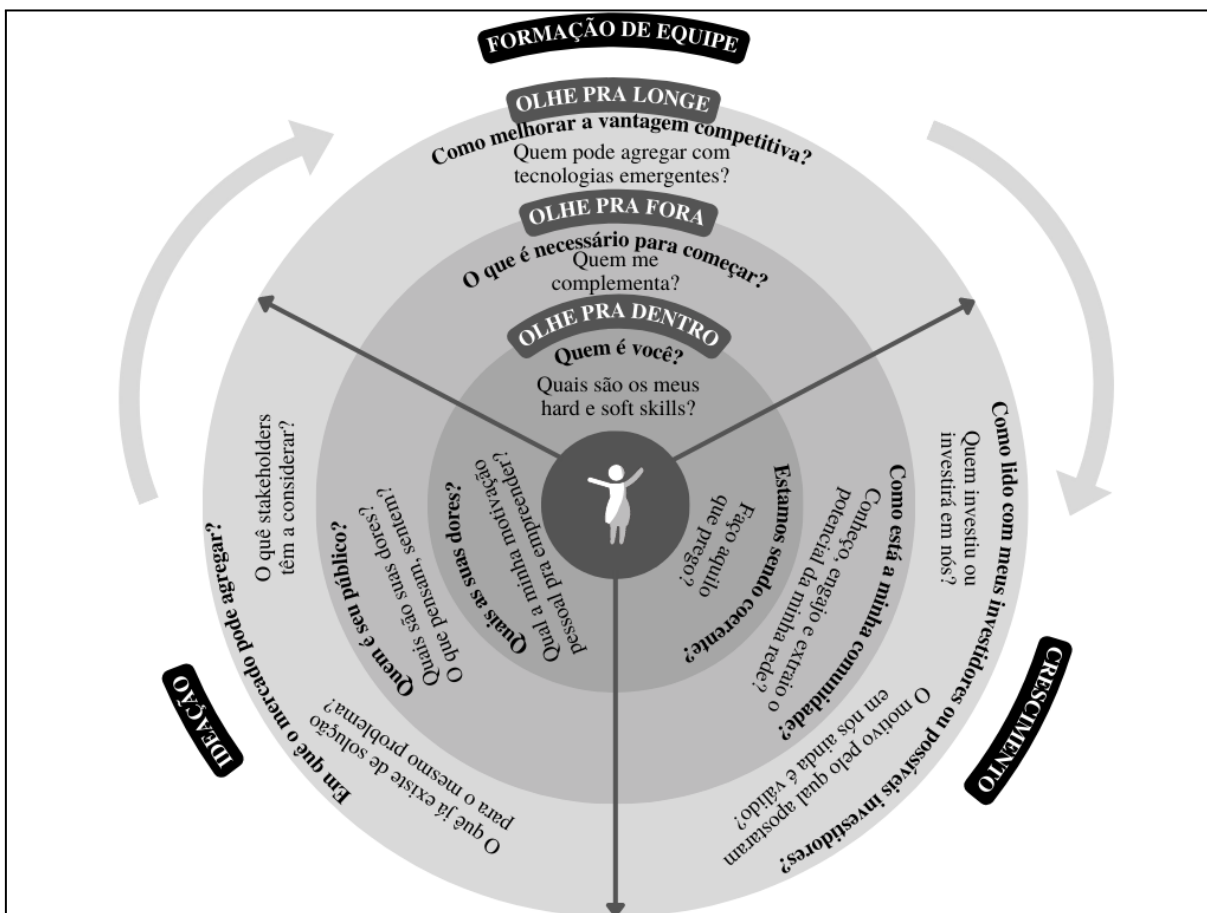 FORMAÇÃO DE EQUIPE
OLHE PRA LONGE
Como melhorar a vantagem competitiva?
Quem pode agregar com
tecnologias emergentes?
OLHE PRA FORA
O que é necessário para começar?
Quem me
complementa?
OLHE PRA DENTRO
Quem é você?
Quais são os meus
hard e soft skills?
CRESCIMENTO
Estamos sendo coerente?
Faço aquilo
que prego?
Como está a minha comunidade?
Conheço, engajo e extraio o
potencial da minha rede?
Como lido com meus investidores ou possíveis investidores?
Quem investiu ou
investirá em nós?
O motivo pelo qual apostaram
em nós ainda é válido?
IDEAÇÃO
Quais as suas dores?
Qual a minha motivação
pessoal pra empreender?
Quem é seu público?
Quais são suas dores?
O que pensam, sentem?
Em quê o mercado pode agregar?
O quê stakeholders
têm a considerar?
O quê já existe de solução
para o mesmo problema?